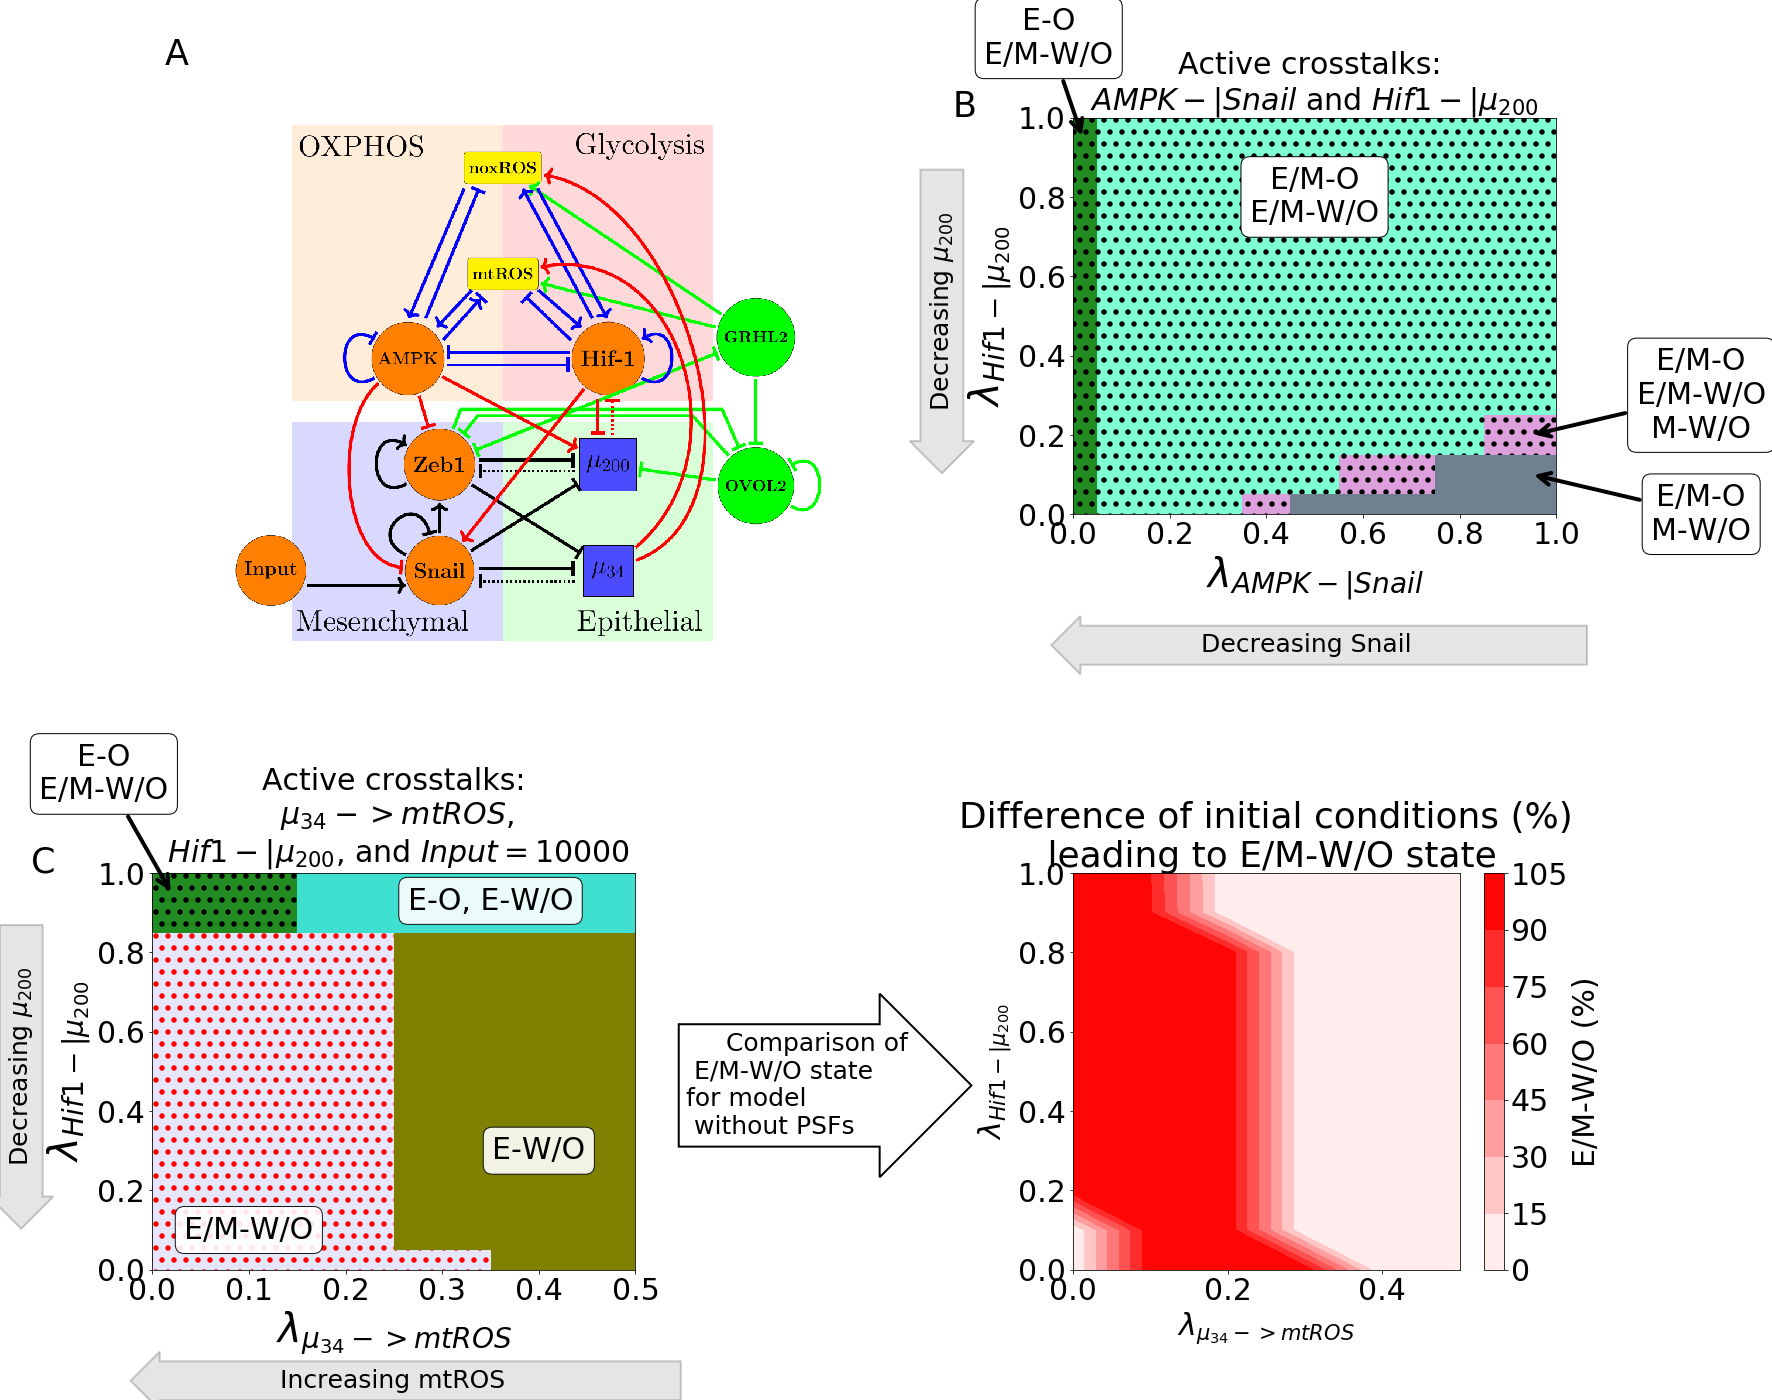 A
OXPHOS
Glycolysis
noxROS
mtROS
AMPK
Hif-1
GRHL2
Zeb1
μ200
OVOL2
Input
Snail
μ34
Mesenchymal
Epithelial
B
E-O
E/M-W/O
Active crosstalks:
AMPK − |Snail and Hif1 − |μ200
Decreasing μ200
λHif1 − |μ200
1.0
0.8
0.6
0.4
0.2
0.0
E/M-O
E/M-W/O
E/M-O
E/M-W/O
M-W/O
E/M-O
M-W/O
0.0 0.2 0.4 0.6 0.8 1.0
λAMPK − |Snail
Decreasing Snail
C
E-O
E/M-W/O
Active crosstalks:
μ34 − > mtROS,
Hif1 − |μ200, and Input = 10000
Decreasing μ200
λHif1 − |μ200
1.0
0.8
0.6
0.4
0.2
0.0
E-O, E-W/O
E-W/O
E/M-W/O
0.0 0.1 0.2 0.3 0.4 0.5
λμ34 − > mtROS
Increasing mtROS
Comparison of
E/M-W/O state
for model
without PSFs
Difference of initial conditions (%)
leading to E/M-W/O state
λHif1 − |μ200
1.0
0.8
0.6
0.4
0.2
0.0
0.0 0.2 0.4
λμ34 − > mtROS
105
90
75
60
45
30
15
0
E/M-W/O (%)